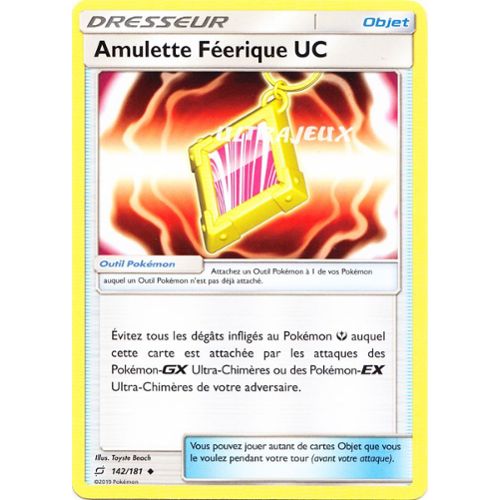 DRESSEUR Objet
Amulette Féerique UC
ULTRAJEUX
Outil Pokémon
Attachez un Outil Pokémon à 1 de vos Pokémon
auquel un Outil Pokémon n'est pas déjà attaché.
Évitez tous les dégâts infligés au Pokémon auquel
cette carte est attachée par les attaques des
Pokémon-GX Ultra-Chimères ou des Pokémon-EX
Ultra-Chimères de votre adversaire.
Illus. Toyste Beach
142/181
©2019 Pokémon
Vous pouvez jouer autant de cartes Objet que vous
le voulez pendant votre tour (avant votre attaque).